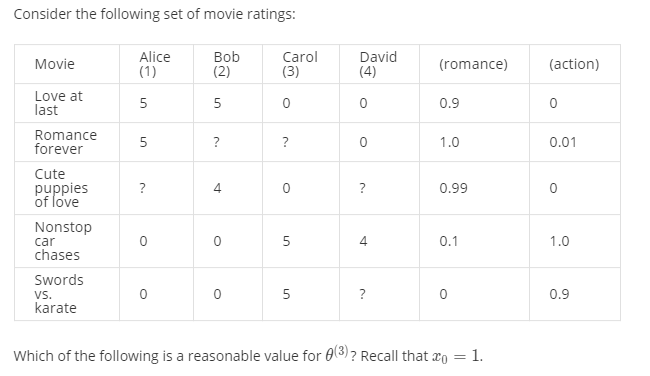 Consider the following set of movie ratings:
Movie Alice (1) Bob (2) Carol (3) David (4) (romance) (action)
Love at last 5 5 0 0 0.9 0
Romance forever 5 ? ? 0 1.0 0.01
Cute puppies of love ? 4 0 ? 0.99 0
Nonstop car chases 0 0 5 4 0.1 1.0
Swords vs. karate 0 0 5 ? 0 0.9
Which of the following is a reasonable value for θ⁽³⁾? Recall that x₀ = 1.